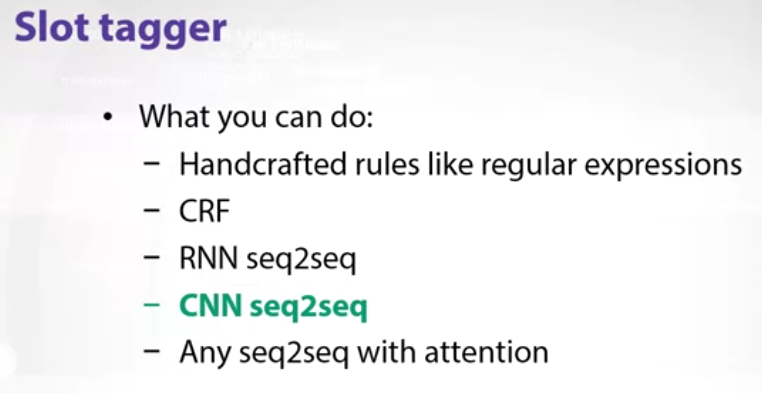 Slot tagger
• What you can do:
– Handcrafted rules like regular expressions
– CRF
– RNN seq2seq
– CNN seq2seq
– Any seq2seq with attention